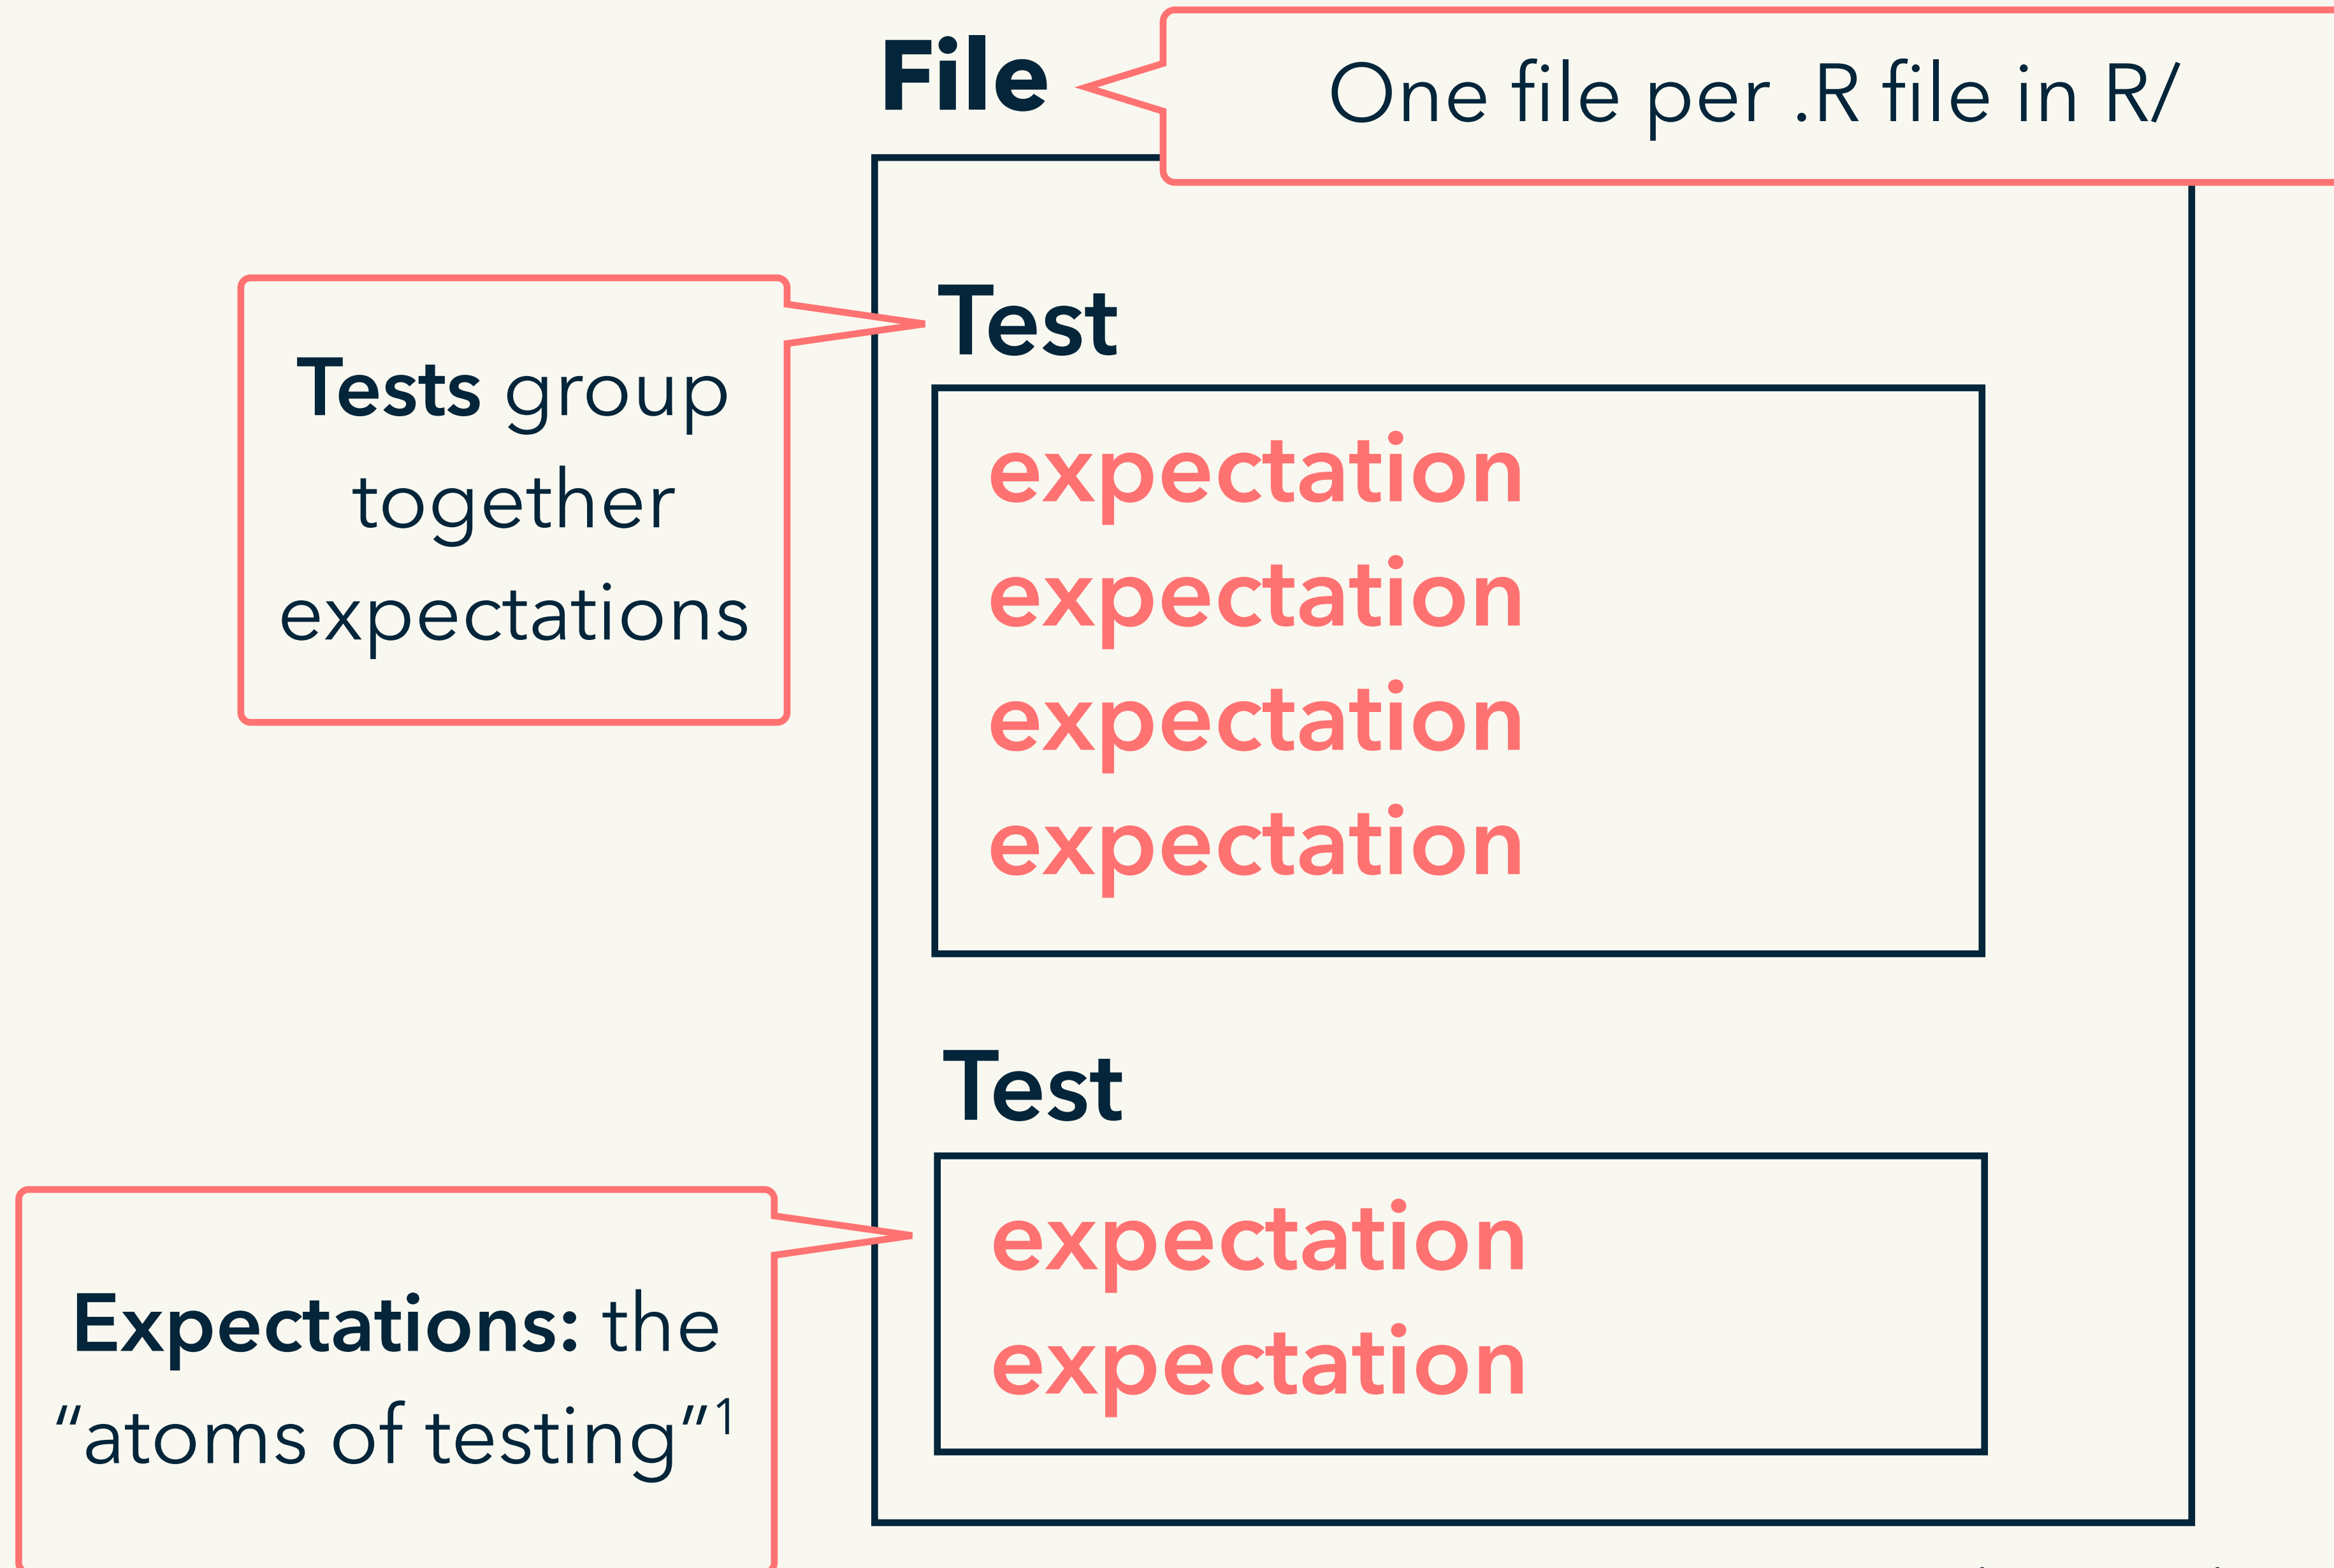 File
One file per .R file in R/
Test
Tests group
together
expectations
expectation
expectation
expectation
expectation
Test
expectation
expectation
Expectations: the
“atoms of testing”1